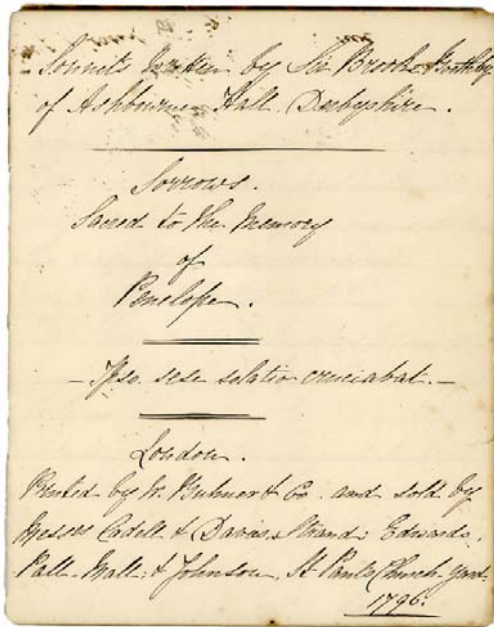 Sonnets written by Sir Brooke Boothby
of Ashbourne Hall. Derbyshire.
Sorrows.
Sacred to the Memory
of
Penelope.
- Ipso sese solatio cruciabat. -
London.
Printed by W. Bulmer & Co. and sold by
Messrs Cadell & Davies, Strand: Edwards,
Pall-Mall: & Johnson, St Paul's Church-Yard.
1796.